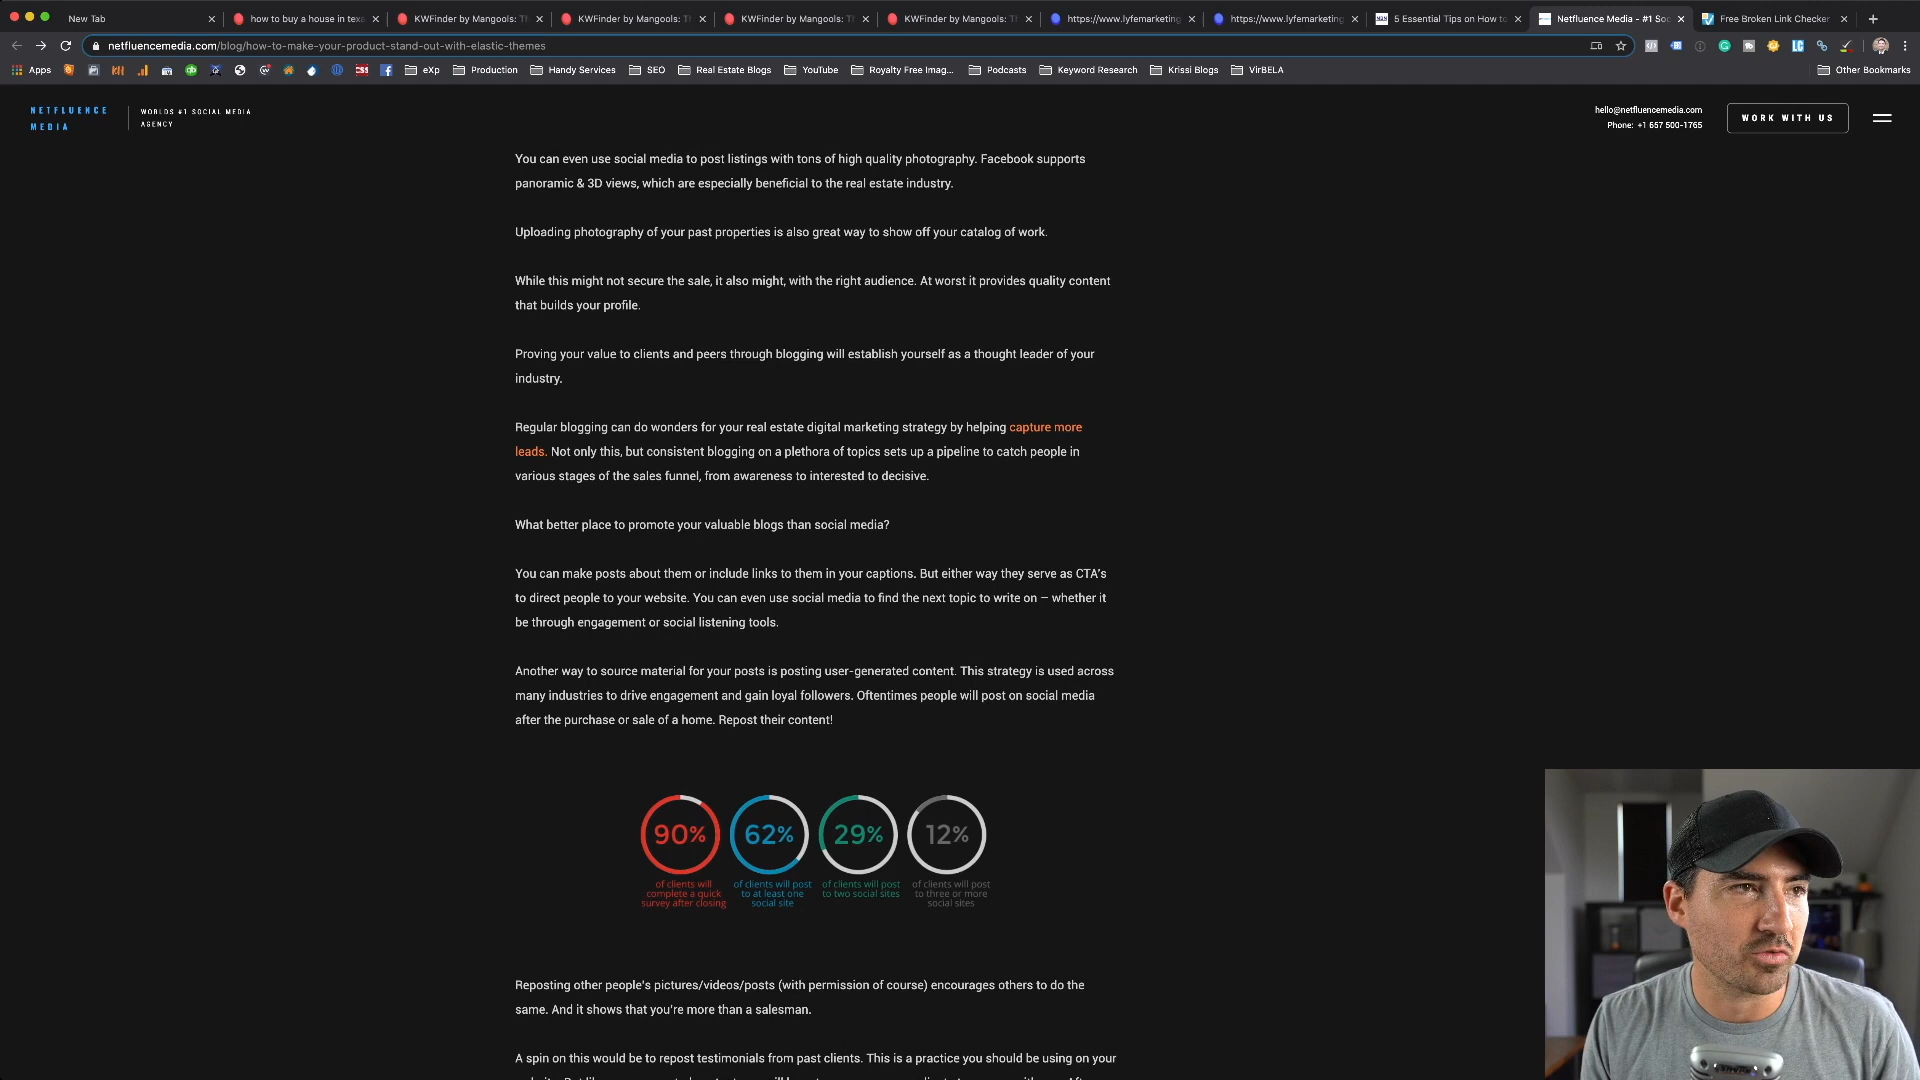 New Tab
how to buy a house in texa
KWFinder by Mangools: Th
KWFinder by Mangools: Th
KWFinder by Mangools: Th
KWFinder by Mangools: Th
https://www.lyfemarketing
https://www.lyfemarketing
5 Essential Tips on How to
Netfluence Media - #1 Soc
Free Broken Link Checker
netfluencemedia.com/blog/how-to-make-your-product-stand-out-with-elastic-themes
Apps
eXp
Production
Handy Services
SEO
Real Estate Blogs
YouTube
Royalty Free Imag...
Podcasts
Keyword Research
Krissi Blogs
VirBELA
Other Bookmarks
NETFLUENCE
MEDIA
WORLDS #1 SOCIAL MEDIA
AGENCY
hello@netfluencemedia.com
Phone: +1 657 500-1765
WORK WITH US
You can even use social media to post listings with tons of high quality photography. Facebook supports
panoramic & 3D views, which are especially beneficial to the real estate industry.
Uploading photography of your past properties is also great way to show off your catalog of work.
While this might not secure the sale, it also might, with the right audience. At worst it provides quality content
that builds your profile.
Proving your value to clients and peers through blogging will establish yourself as a thought leader of your
industry.
Regular blogging can do wonders for your real estate digital marketing strategy by helping capture more
leads. Not only this, but consistent blogging on a plethora of topics sets up a pipeline to catch people in
various stages of the sales funnel, from awareness to interested to decisive.
What better place to promote your valuable blogs than social media?
You can make posts about them or include links to them in your captions. But either way they serve as CTA's
to direct people to your website. You can even use social media to find the next topic to write on – whether it
be through engagement or social listening tools.
Another way to source material for your posts is posting user-generated content. This strategy is used across
many industries to drive engagement and gain loyal followers. Oftentimes people will post on social media
after the purchase or sale of a home. Repost their content!
90%
of clients will
complete a quick
survey after closing
62%
of clients will post
to at least one
social site
29%
of clients will post
to two social sites
12%
of clients will post
to three or more
social sites
Reposting other people's pictures/videos/posts (with permission of course) encourages others to do the
same. And it shows that you're more than a salesman.
A spin on this would be to repost testimonials from past clients. This is a practice you should be using on your